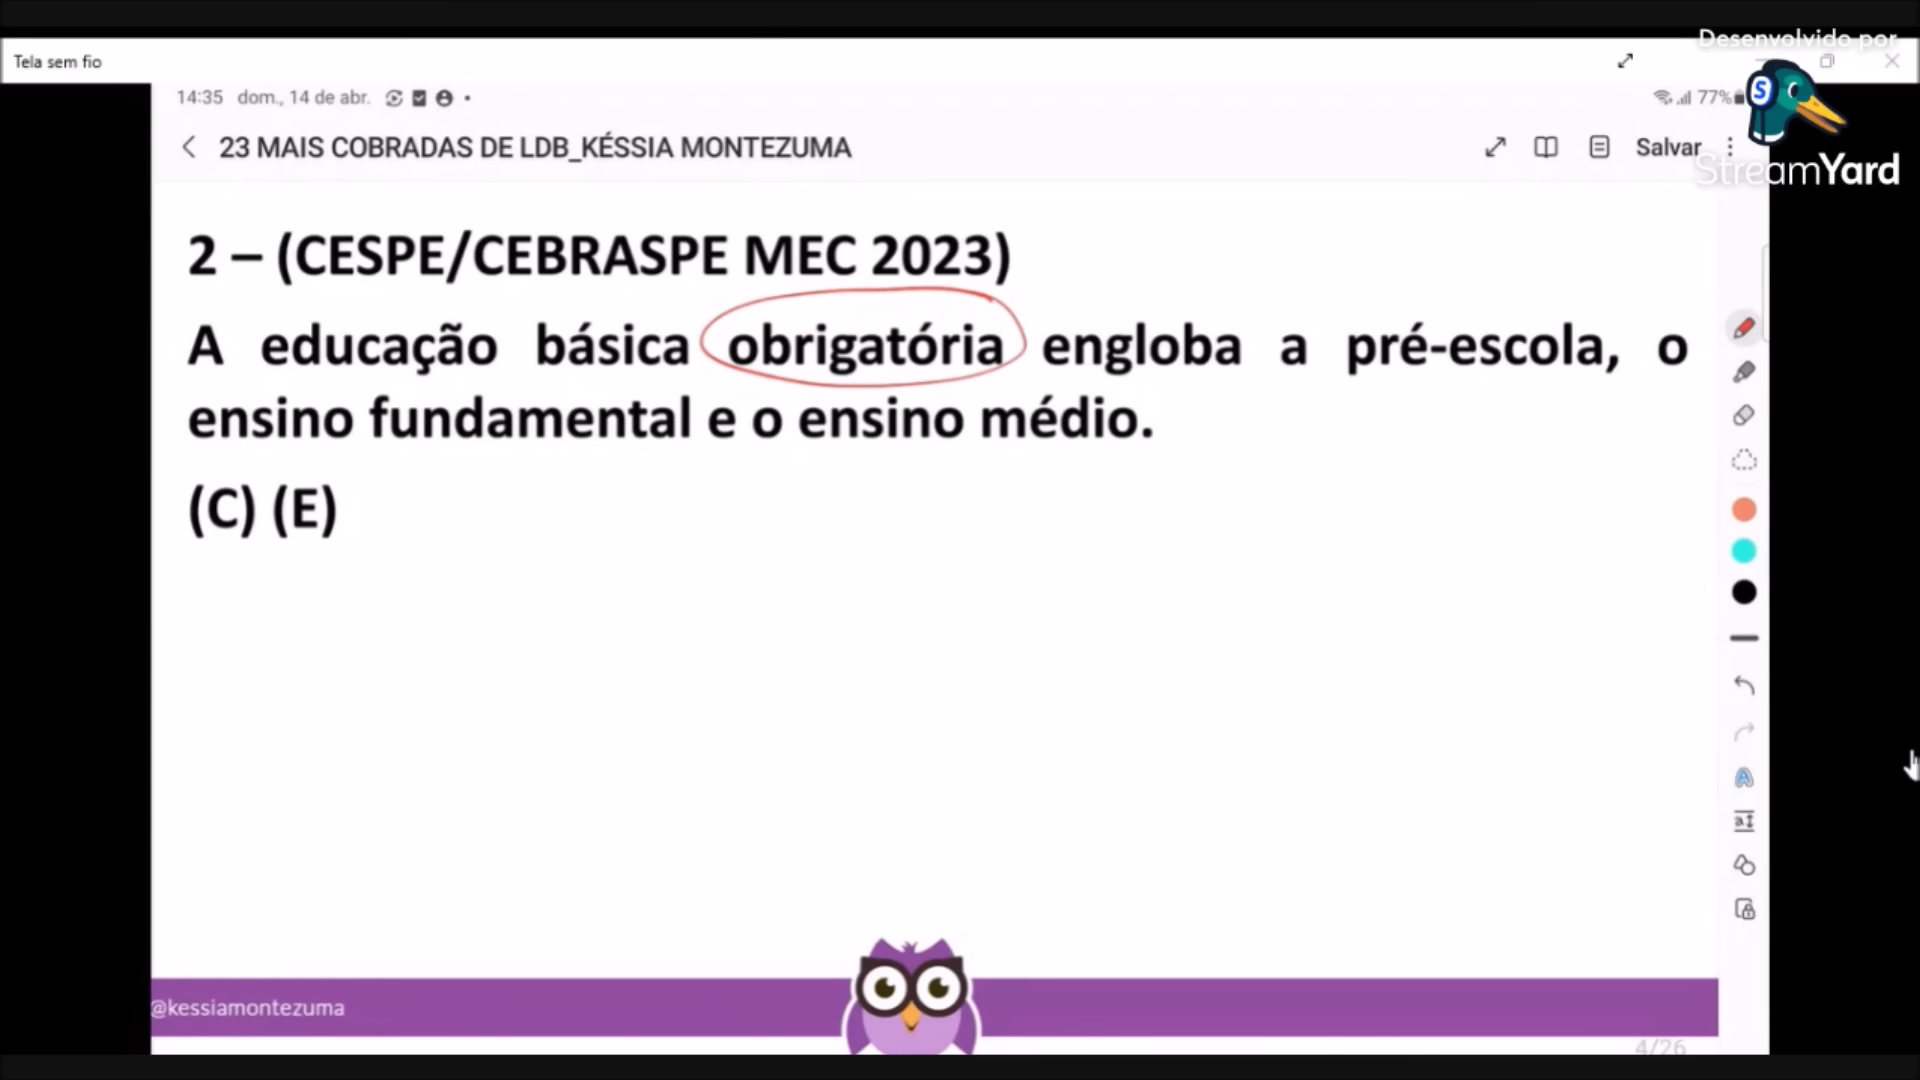 Desenvolvido por
Tela sem fio
14:35 dom., 14 de abr.
77%
23 MAIS COBRADAS DE LDB_KÉSSIA MONTEZUMA
Salvar
StreamYard
2 – (CESPE/CEBRASPE MEC 2023)
A educação básica obrigatória engloba a pré-escola, o
ensino fundamental e o ensino médio.
(C) (E)
@kessiamontezuma
4/26